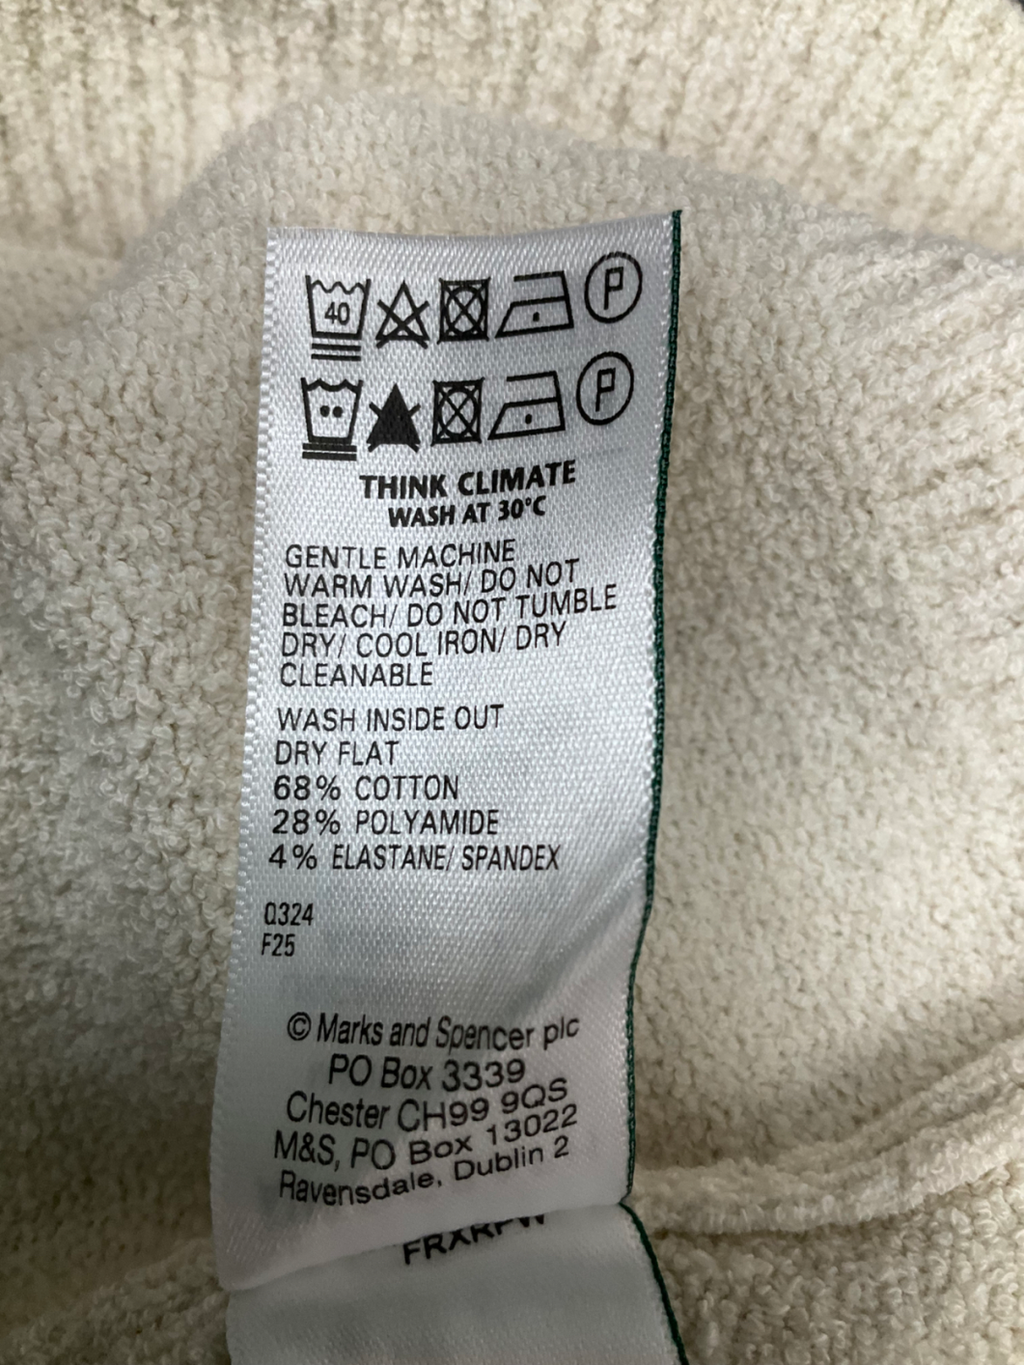 40
P
P
THINK CLIMATE
WASH AT 30°C
GENTLE MACHINE
WARM WASH/ DO NOT
BLEACH/ DO NOT TUMBLE
DRY/ COOL IRON/ DRY
CLEANABLE
WASH INSIDE OUT
DRY FLAT
68% COTTON
28% POLYAMIDE
4% ELASTANE/ SPANDEX
Q324
F25
© Marks and Spencer plc
PO Box 3339
Chester CH99 9QS
M&S, PO Box 13022
Ravensdale, Dublin 2